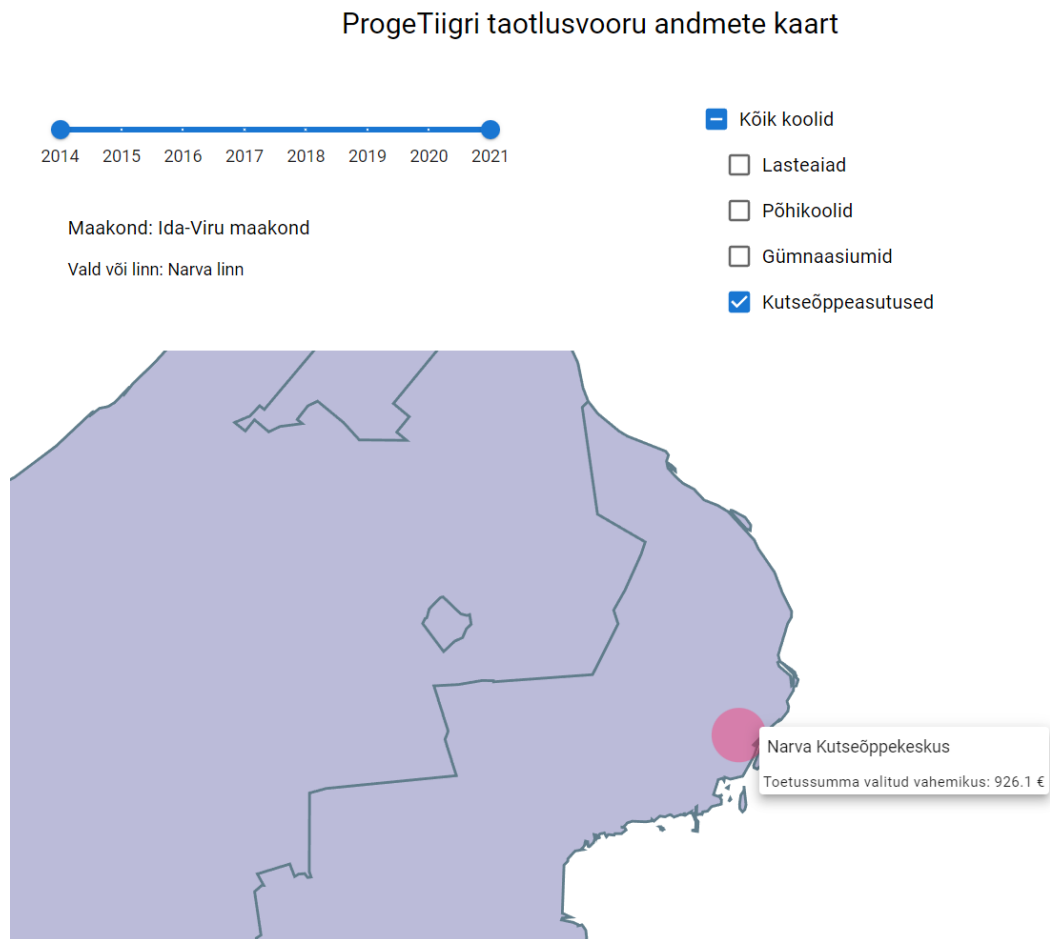 ProgeTiigri taotlusvooru andmete kaart
Kõik koolid
2014 2015 2016 2017 2018 2019 2020 2021
Lasteaiad
Põhikoolid
Maakond: Ida-Viru maakond
Gümnaasiumid
Vald või linn: Narva linn
Kutseõppeasutused
Narva Kutseõppekeskus
Toetussumma valitud vahemikus: 926.1 €